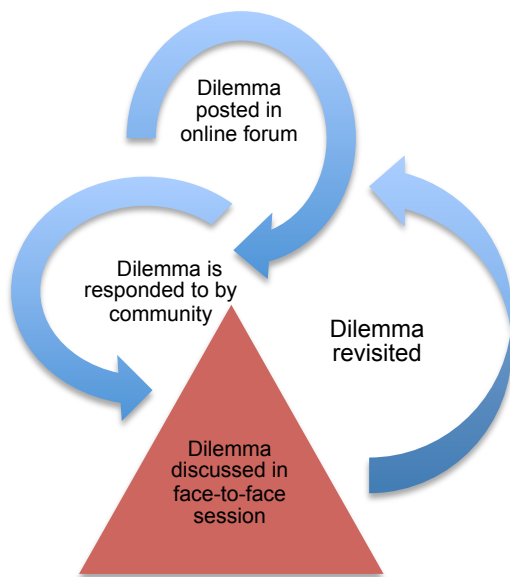 Dilemma
posted in
online forum
Dilemma is
responded to by
community
Dilemma
revisited
Dilemma
discussed in
face-to-face
session